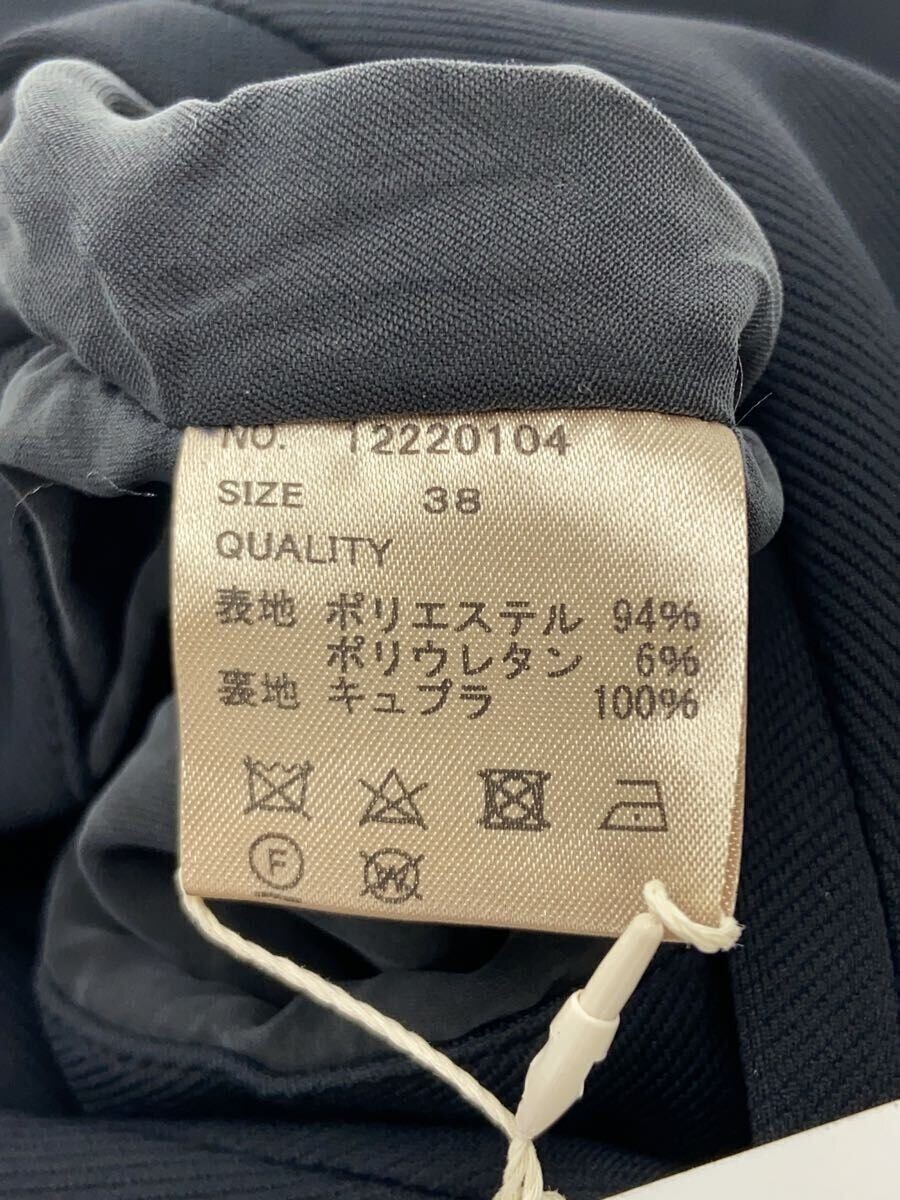 NO. 12220104
SIZE 38
QUALITY
表地 ポリエステル 94%
ポリウレタン 6%
裏地 キュプラ 100%
F W